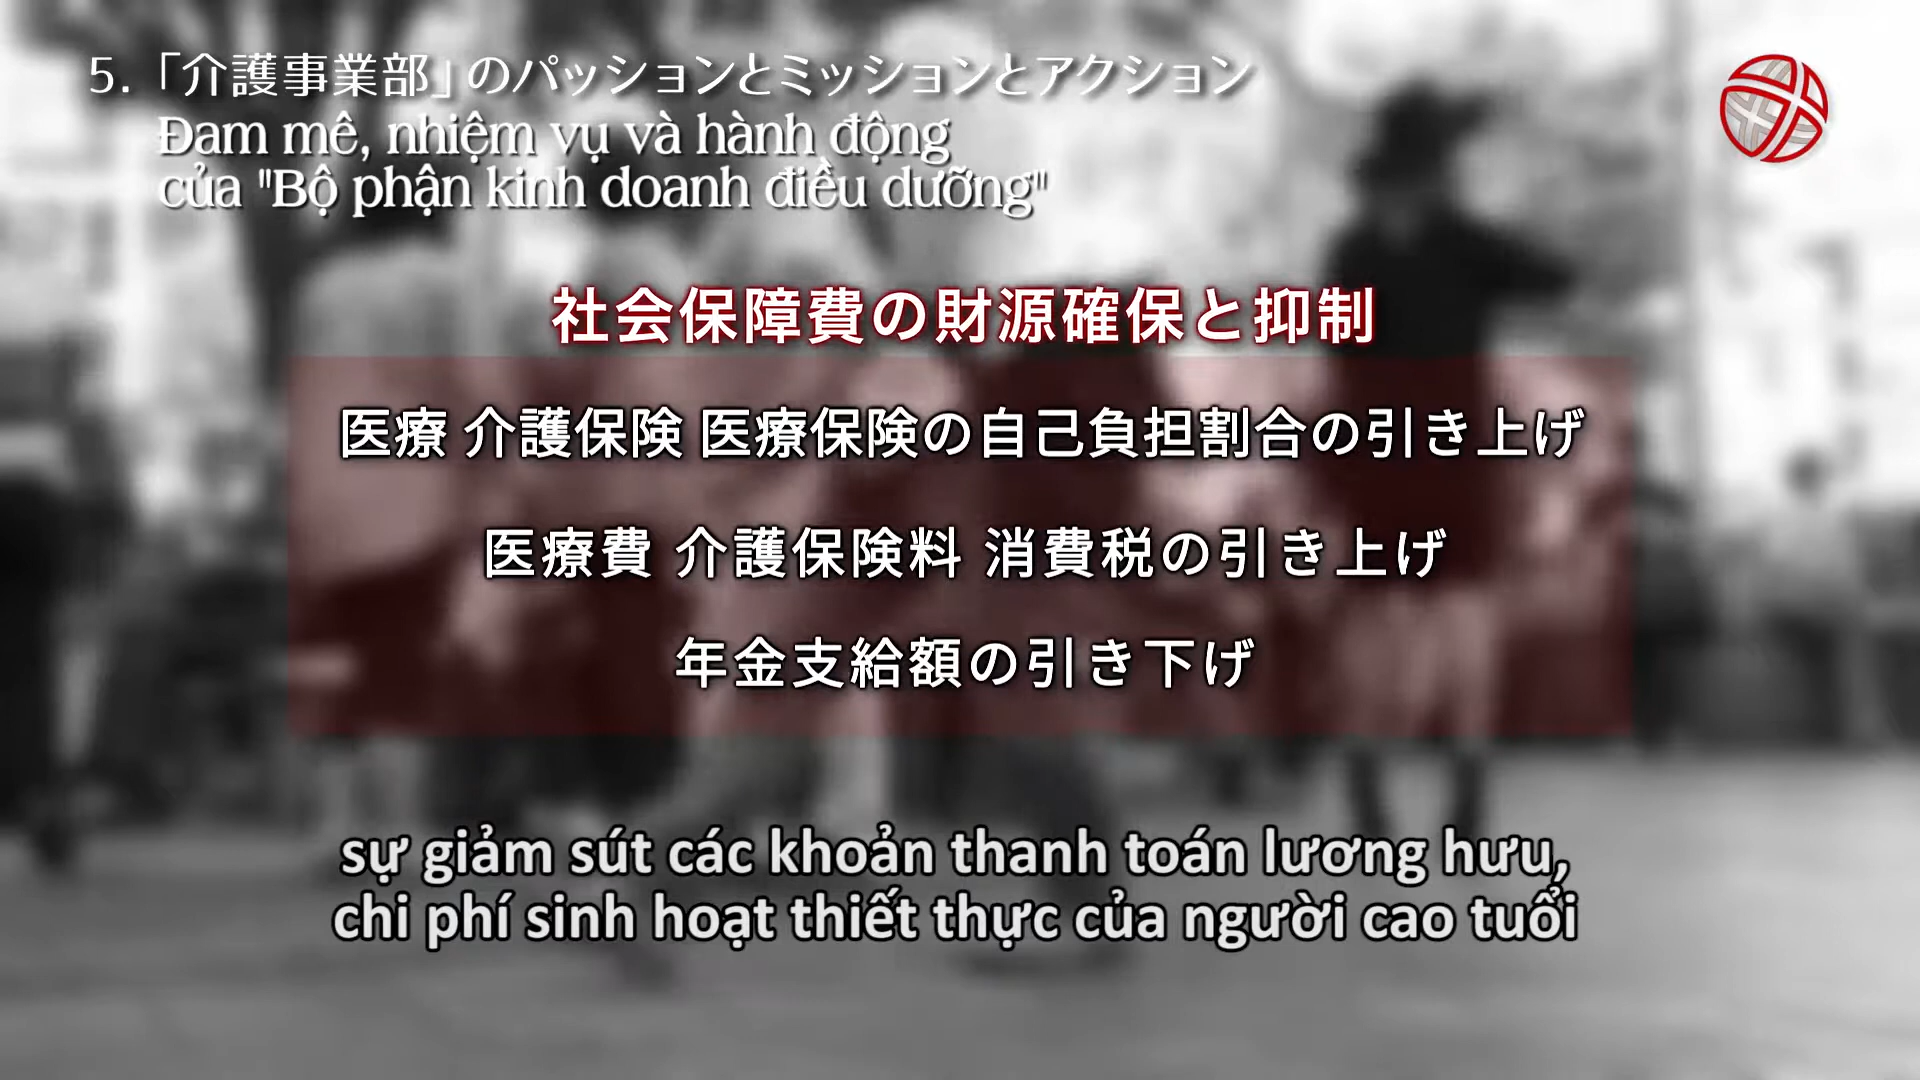 5.「介護事業部」のパッションとミッションとアクション
Đam mê, nhiệm vụ và hành động
của "Bộ phận kinh doanh điều dưỡng"
社会保障費の財源確保と抑制
医療 介護保険 医療保険の自己負担割合の引き上げ
医療費 介護保険料 消費税の引き上げ
年金支給額の引き下げ
sự giảm sút các khoản thanh toán lương hưu,
chi phí sinh hoạt thiết thực của người cao tuổi